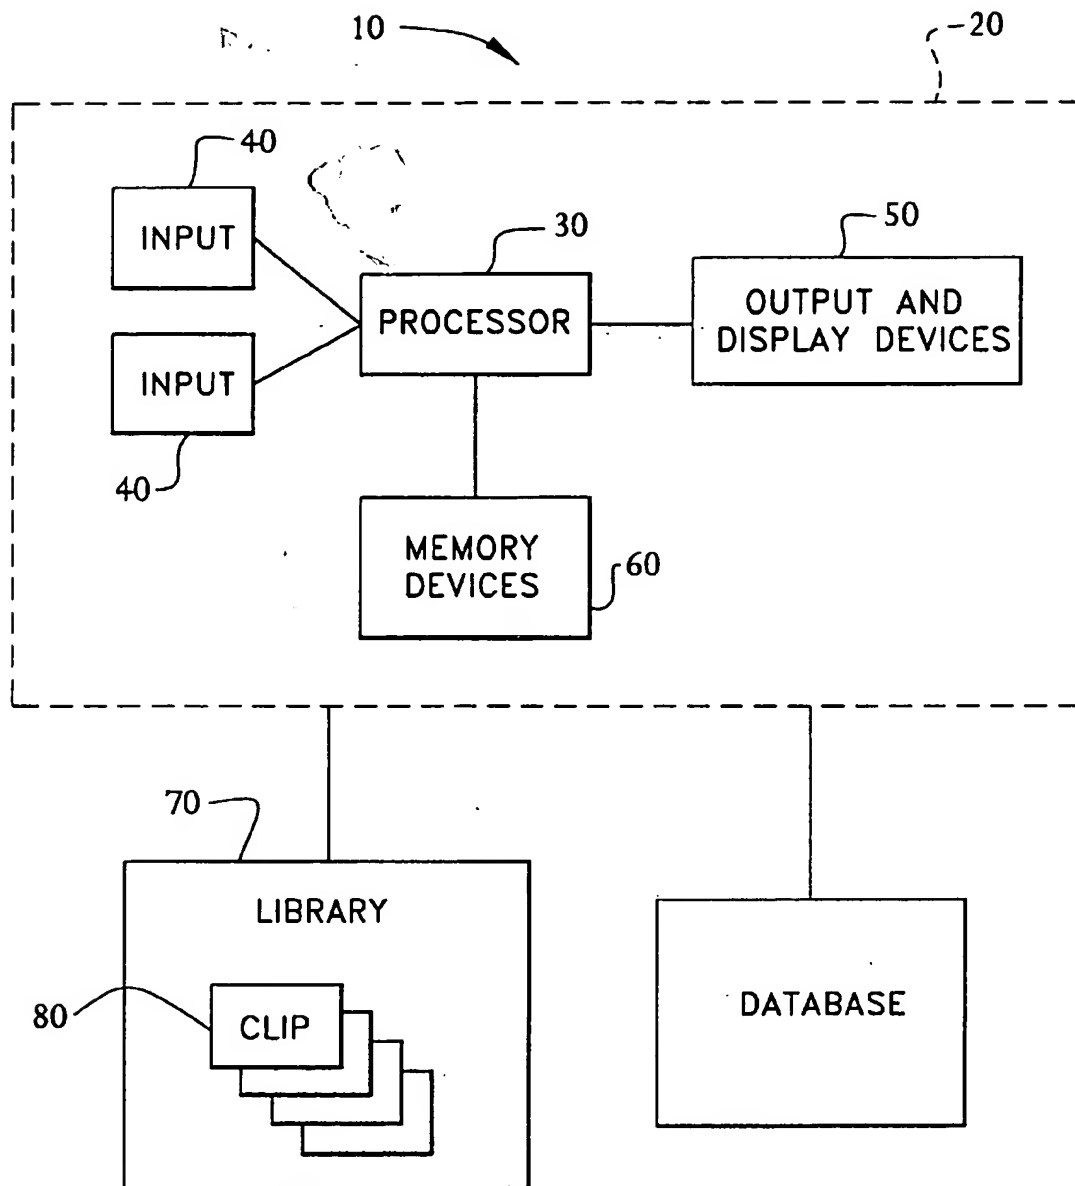 10
20
40
INPUT
30
50
PROCESSOR
OUTPUT AND
DISPLAY DEVICES
INPUT
40
MEMORY
DEVICES
60
70
LIBRARY
80
CLIP
DATABASE